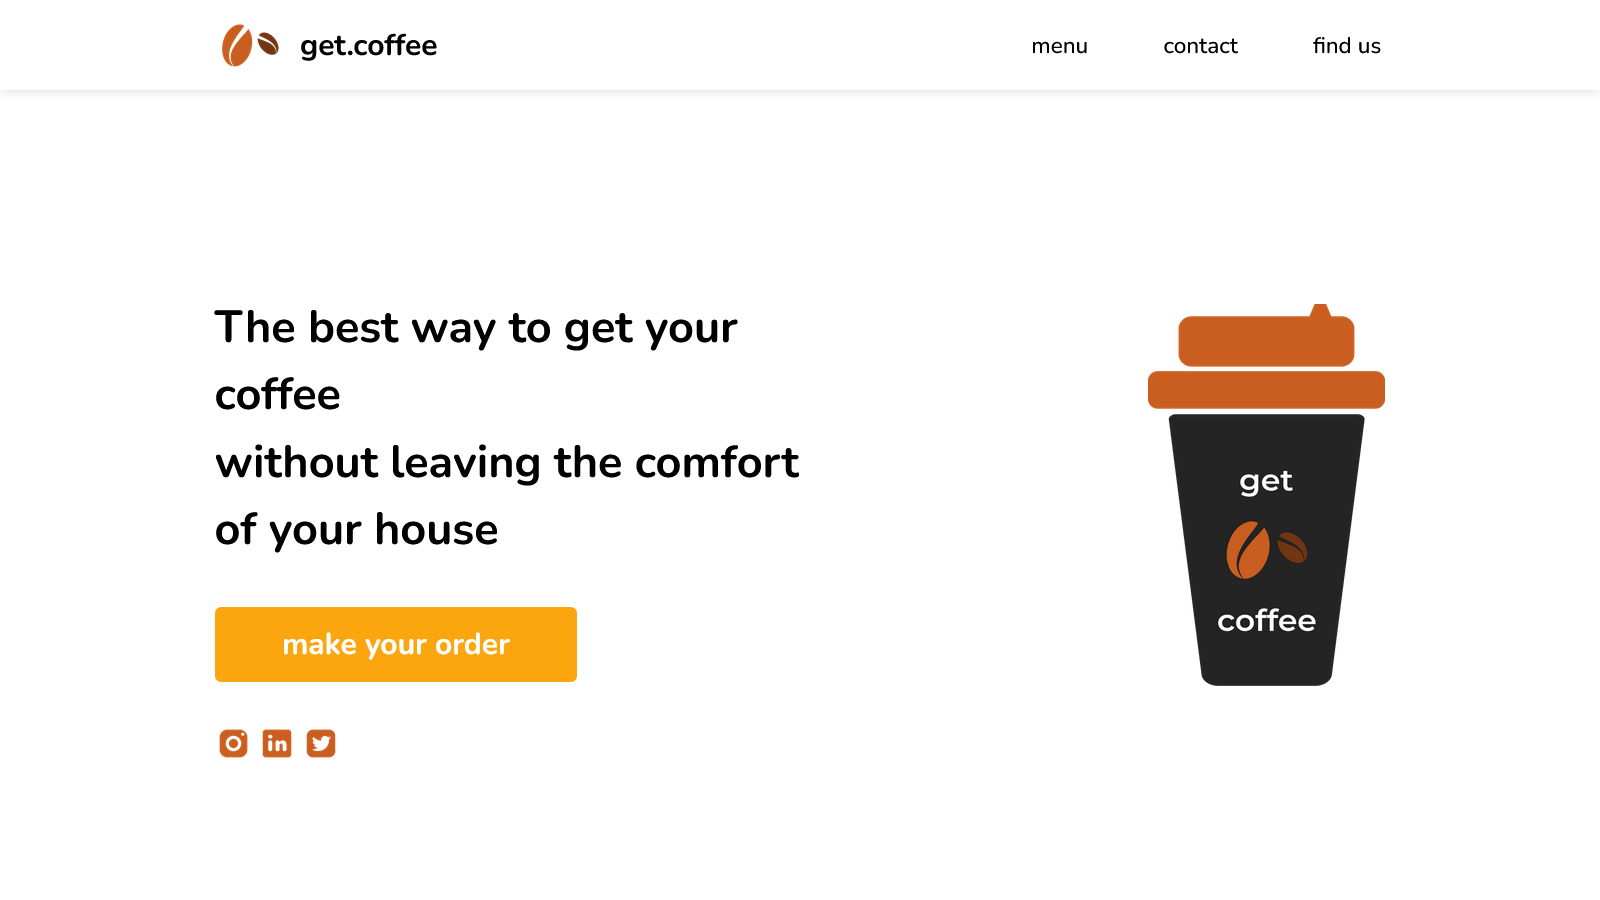 get.coffee
menu
contact
find us
The best way to get your
coffee
without leaving the comfort
of your house
make your order
in
get
coffee